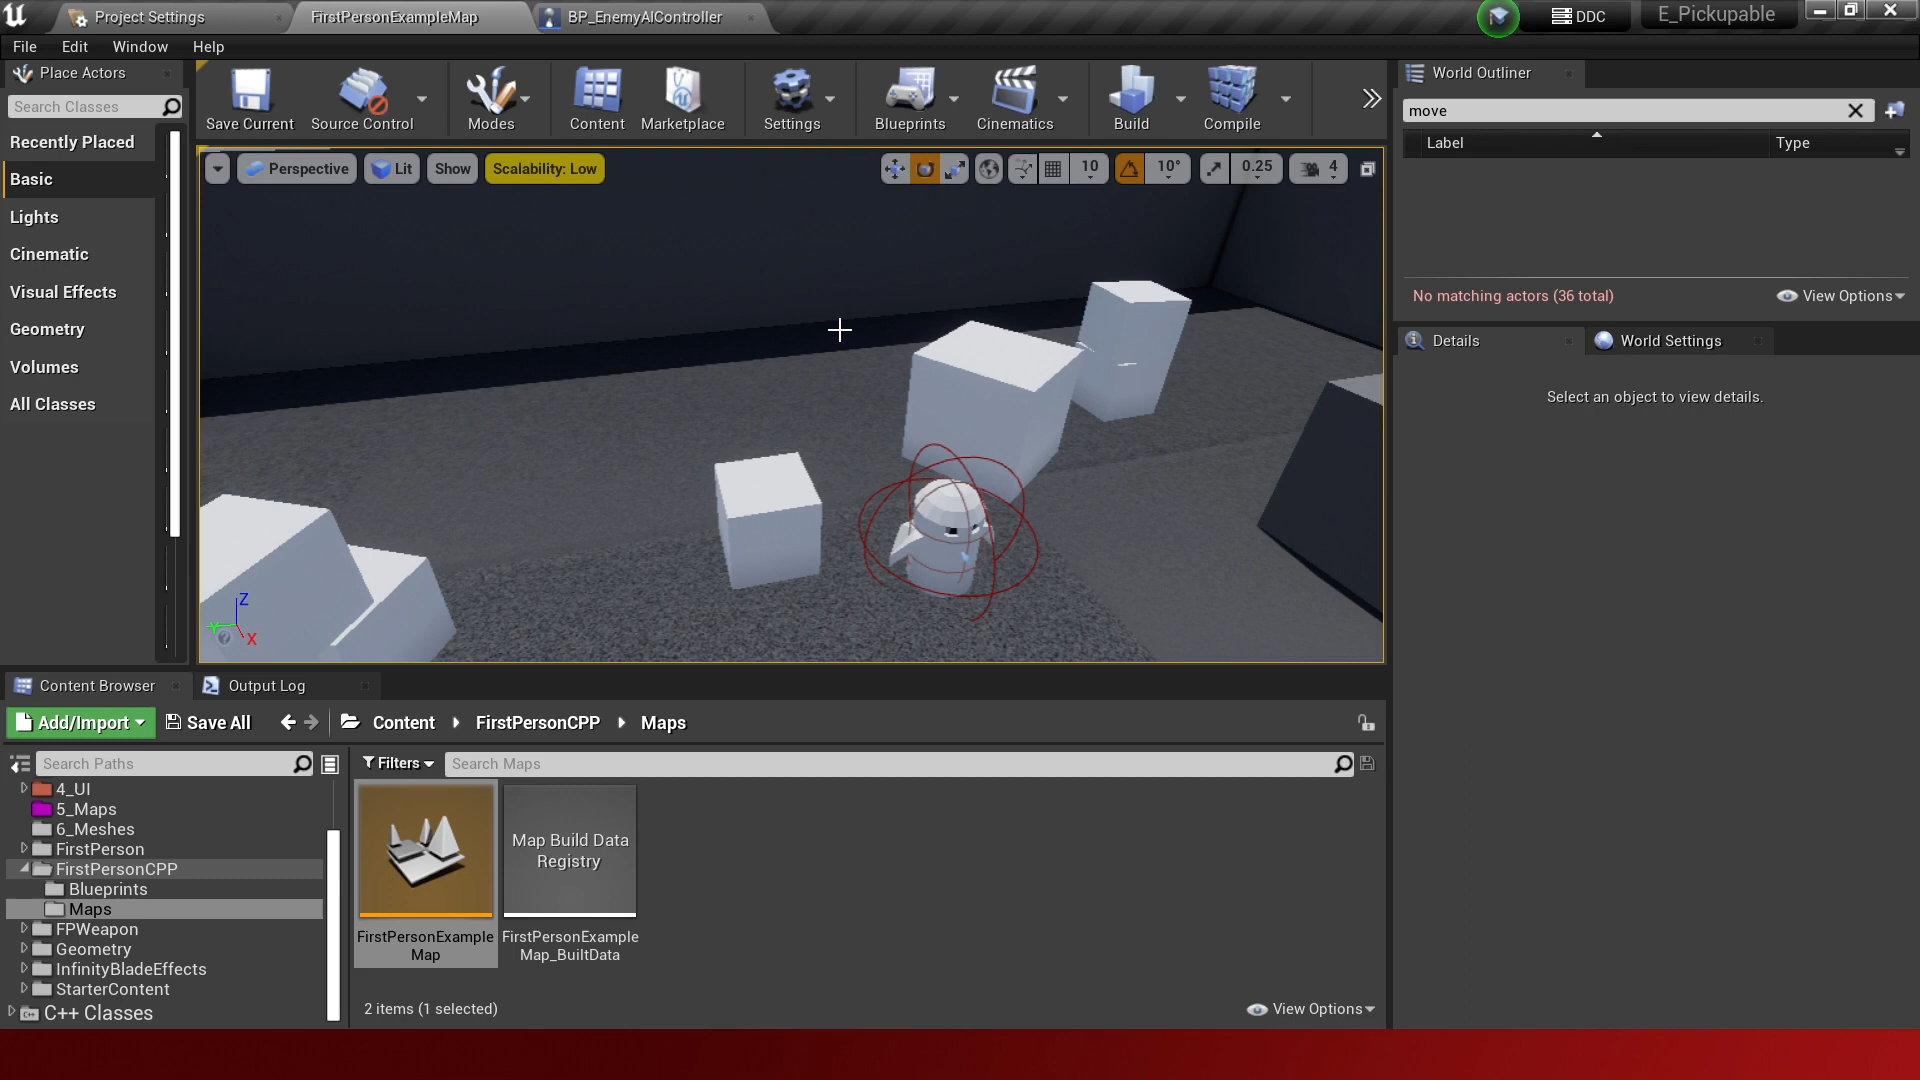 Project Settings
FirstPersonExampleMap
BP_EnemyAIController
DDC
E_Pickupable
File Edit Window Help
Place Actors
Search Classes
Recently Placed
Basic
Lights
Cinematic
Visual Effects
Geometry
Volumes
All Classes
Save Current
Source Control
Modes
Content
Marketplace
Settings
Blueprints
Cinematics
Build
Compile
Perspective
Lit
Show
Scalability: Low
10
10°
0.25
4
Z
Y
X
World Outliner
move
Label
Type
No matching actors (36 total)
View Options
Details
World Settings
Select an object to view details.
Content Browser
Output Log
Add/Import
Save All
Content
FirstPersonCPP
Maps
Search Paths
4_UI
5_Maps
6_Meshes
FirstPerson
FirstPersonCPP
Blueprints
Maps
FPWeapon
Geometry
InfinityBladeEffects
StarterContent
C++ Classes
Filters
Search Maps
Map Build Data
Registry
FirstPersonExample
Map
FirstPersonExample
Map_BuiltData
2 items (1 selected)
View Options